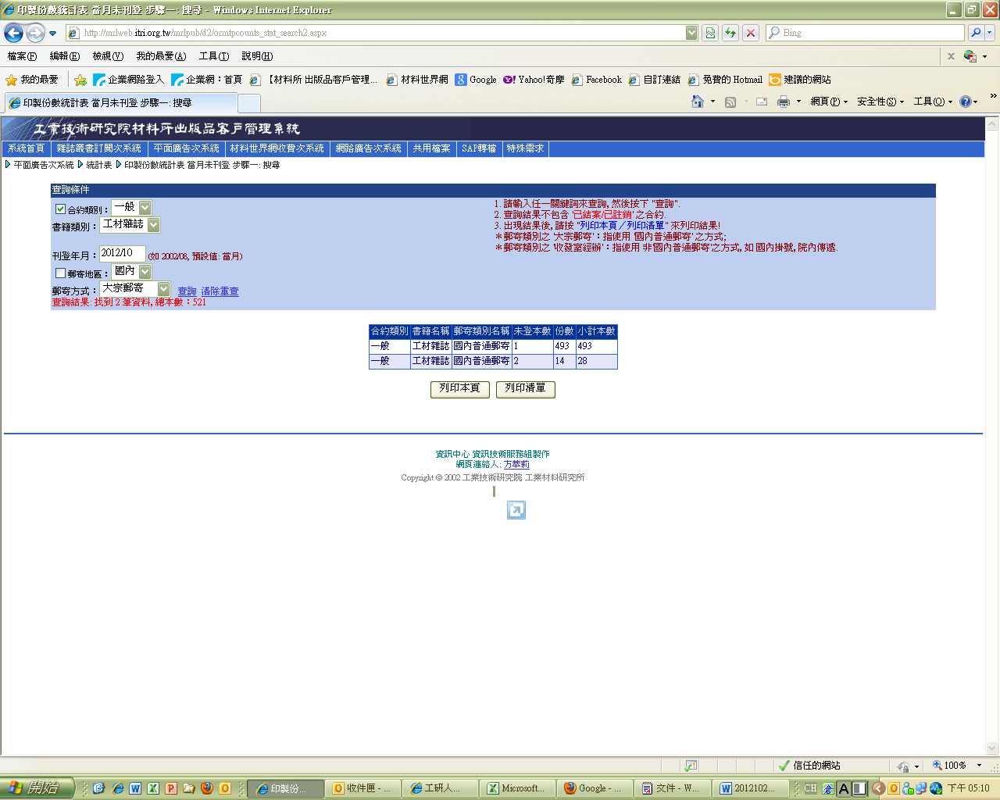 印製份數統計表 當月未刊登 步驟一: 搜尋 - Windows Internet Explorer
http://mrlweb.itri.org.tw/mrlpub/d2/ormtpcounts_stat_search2.aspx
Bing
檔案(F) 編輯(E) 檢視(V) 我的最愛(A) 工具(T) 說明(H)
我的最愛 企業網路登入 企業網：首頁 【材料所 出版品客戶管理... 材料世界網 Google Yahoo!奇摩 Facebook 自訂連結 免費的 Hotmail 建議的網站
印製份數統計表 當月未刊登 步驟一: 搜尋 網頁(P) 安全性(S) 工具(O)
工業技術研究院材料所出版品客戶管理系統
系統首頁 雜誌叢書訂閱次系統 平面廣告次系統 材料世界網收費次系統 網路廣告次系統 共用檔案 SAP轉檔 特殊需求
平面廣告次系統 統計表 印製份數統計表 當月未刊登 步驟一: 搜尋
查詢條件
合約類別： 一般
書籍類別： 工材雜誌
刊登年月： 2012/10 (如 2002/08, 預設值: 當月)
郵寄地區： 國內
郵寄方式： 大宗郵寄 查詢 清除重查
查詢結果: 找到 2 筆資料, 總本數：521
1. 請輸入任一關鍵詞來查詢, 然後按下 "查詢".
2. 查詢結果不包含 '已結案/已註銷' 之合約.
3. 出現結果後, 請按 "列印本頁／列印清單" 來列印結果!
＊郵寄類別之 '大宗郵寄'：指使用 '國內普通郵寄' 之方式;
＊郵寄類別之 '收發室經辦'：指使用 非'國內普通郵寄'之方式, 如 國內掛號, 院內傳遞.
合約類別 書籍名稱 郵寄類別名稱 未登本數 份數 小計本數
一般 工材雜誌 國內普通郵寄 1 493 493
一般 工材雜誌 國內普通郵寄 2 14 28
列印本頁 列印清單
資訊中心 資訊技術服務組製作
網頁連絡人: 方萃莉
Copyright © 2002 工業技術研究院 工業材料研究所
信任的網站 100%
開始 印製份... 收件匣 - ... 工研人... Microsoft... Google - ... 交件 - W... 2012102... CH 下午 05:10